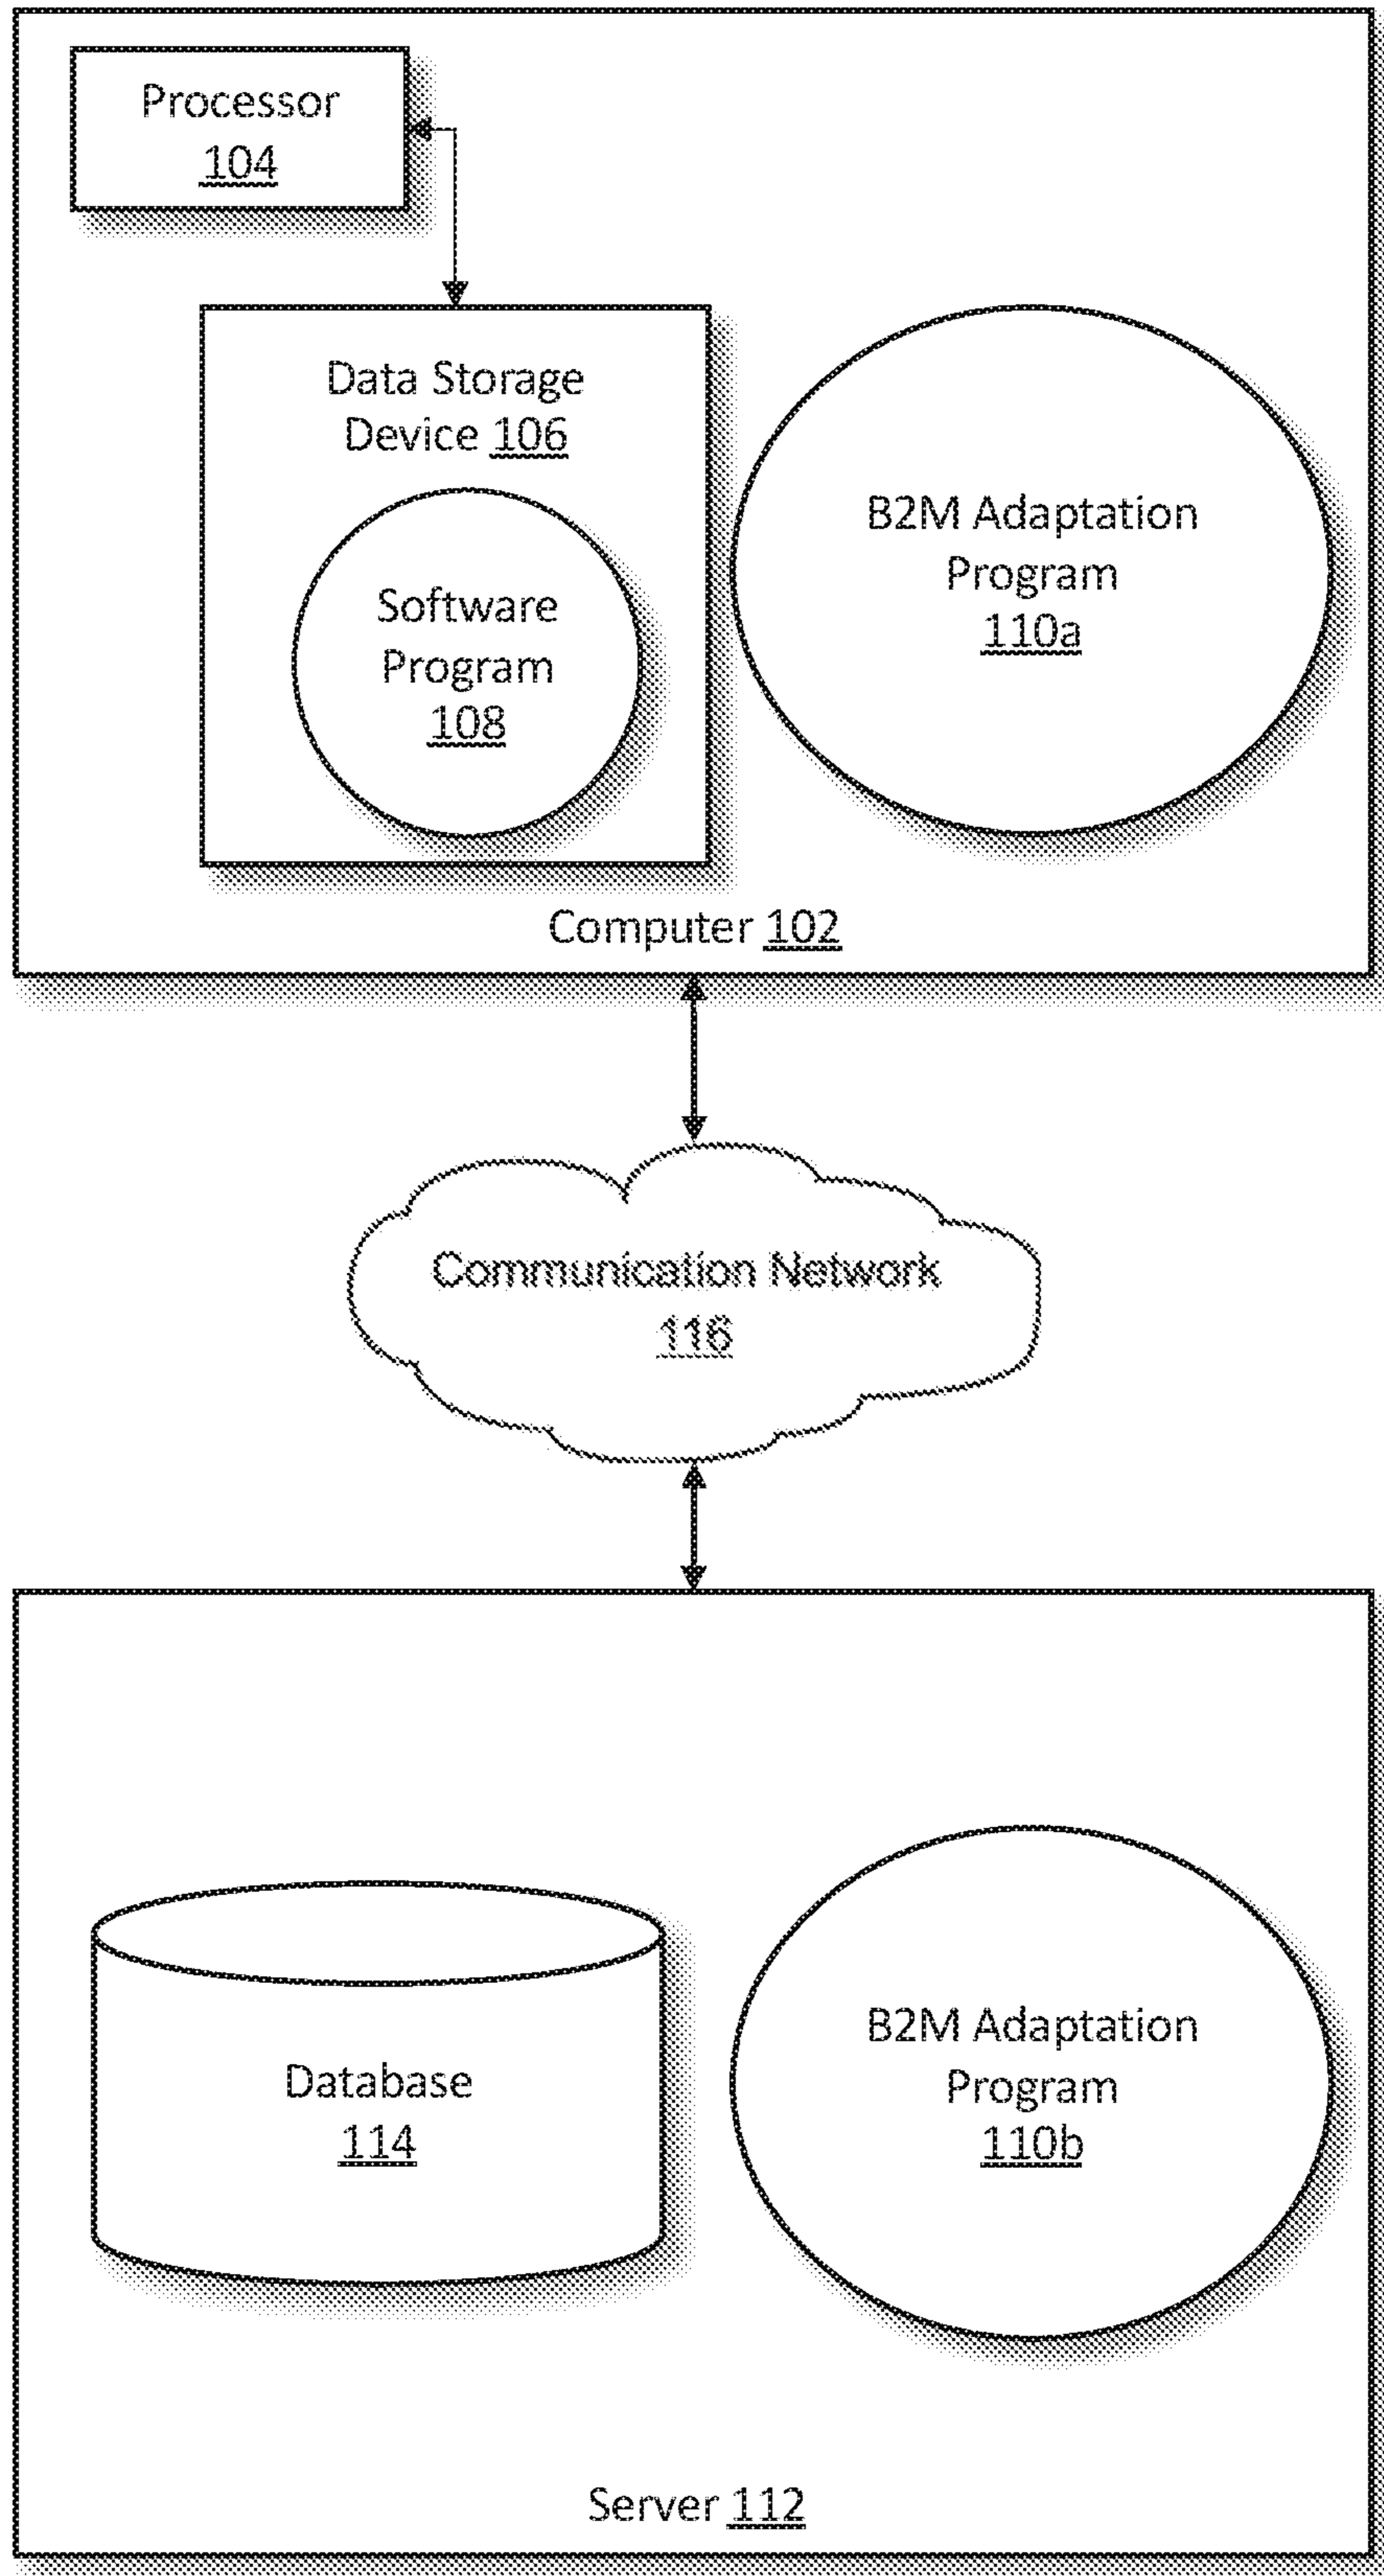 Processor
104
Data Storage
Device 106
Software
Program
108
B2M Adaptation
Program
110a
Computer 102
Communication Network
116
Database
114
B2M Adaptation
Program
110b
Server 112